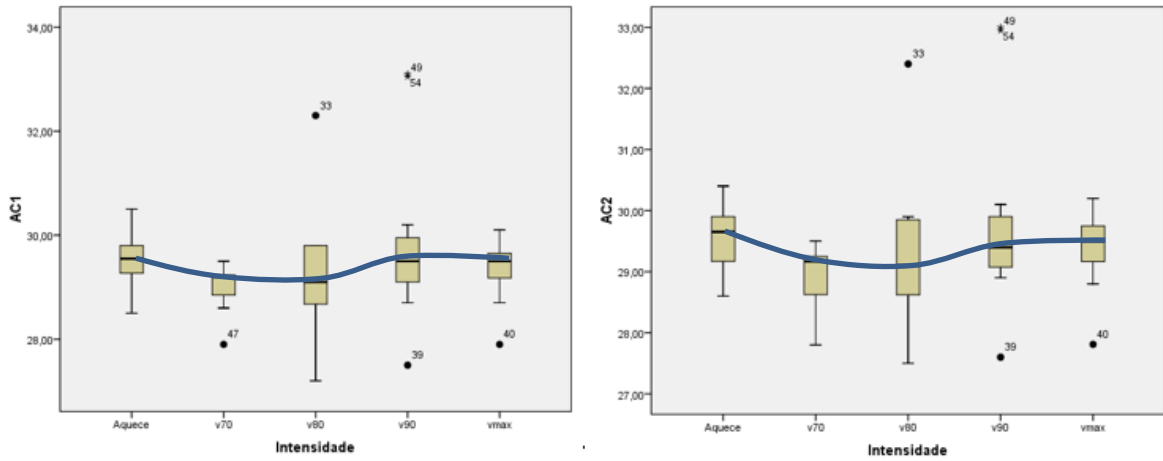 34,00
49
54
33
32,00
AC1
30,00
47
39
40
28,00
Aquece
v70
v80
v90
vmax
Intensidade
33,00
49
54
33
32,00
31,00
AC2
30,00
29,00
28,00
39
40
27,00
Aquece
v70
v80
v90
vmax
Intensidade